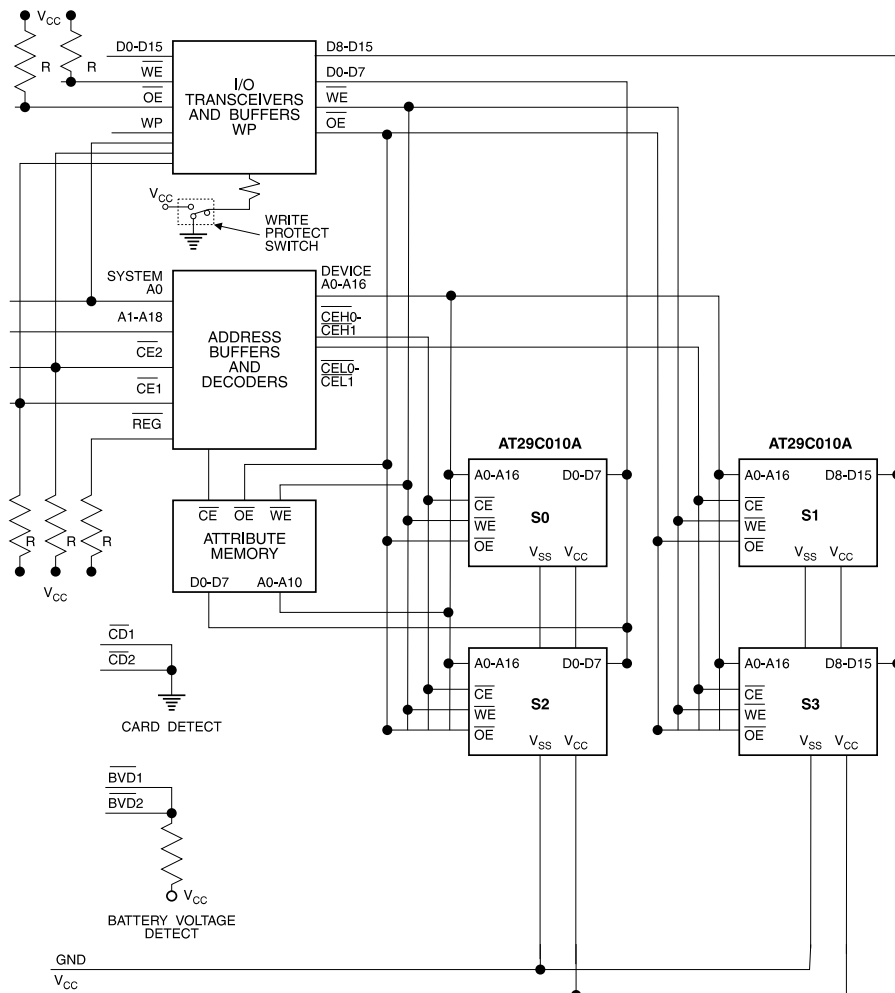 VCC
R
R
D0-D15
WE
OE
WP
I/O
TRANSCEIVERS
AND BUFFERS
WP
D8-D15
D0-D7
WE
OE
VCC
WRITE
PROTECT
SWITCH
SYSTEM
A0
A1-A18
CE2
CE1
REG
ADDRESS
BUFFERS
AND
DECODERS
DEVICE
A0-A16
CEH0-
CEH1
CEL0-
CEL1
R
R
R
VCC
CE OE WE
ATTRIBUTE
MEMORY
D0-D7 A0-A10
AT29C010A
A0-A16 D0-D7
CE
WE
OE
S0
VSS VCC
AT29C010A
A0-A16 D8-D15
CE
WE
OE
S1
VSS VCC
A0-A16 D0-D7
CE
WE
OE
S2
VSS VCC
A0-A16 D8-D15
CE
WE
OE
S3
VSS VCC
CD1
CD2
CARD DETECT
BVD1
BVD2
VCC
BATTERY VOLTAGE
DETECT
GND
VCC